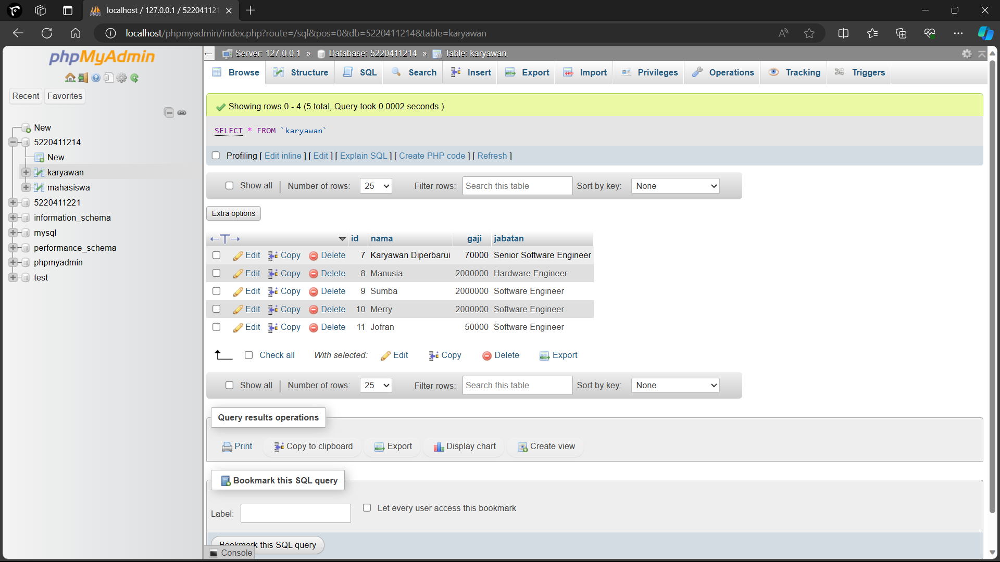 localhost / 127.0.0.1 / 522041121
localhost/phpmyadmin/index.php?route=/sql&pos=0&db=5220411214&table=karyawan
phpMyAdmin
Recent Favorites
New
5220411214
New
karyawan
mahasiswa
5220411221
information_schema
mysql
performance_schema
phpmyadmin
test
Server: 127.0.0.1 » Database: 5220411214 » Table: karyawan
Browse Structure SQL Search Insert Export Import Privileges Operations Tracking Triggers
Showing rows 0 - 4 (5 total, Query took 0.0002 seconds.)
SELECT * FROM `karyawan`
Profiling [ Edit inline ] [ Edit ] [ Explain SQL ] [ Create PHP code ] [ Refresh ]
Show all | Number of rows: 25 Filter rows: Search this table Sort by key: None
Extra options
←T→ id nama gaji jabatan
Edit Copy Delete 7 Karyawan Diperbarui 70000 Senior Software Engineer
Edit Copy Delete 8 Manusia 2000000 Hardware Engineer
Edit Copy Delete 9 Sumba 2000000 Software Engineer
Edit Copy Delete 10 Merry 2000000 Software Engineer
Edit Copy Delete 11 Jofran 50000 Software Engineer
Check all With selected: Edit Copy Delete Export
Show all | Number of rows: 25 Filter rows: Search this table Sort by key: None
Query results operations
Print Copy to clipboard Export Display chart Create view
Bookmark this SQL query
Label: Let every user access this bookmark
Bookmark this SQL query
Console